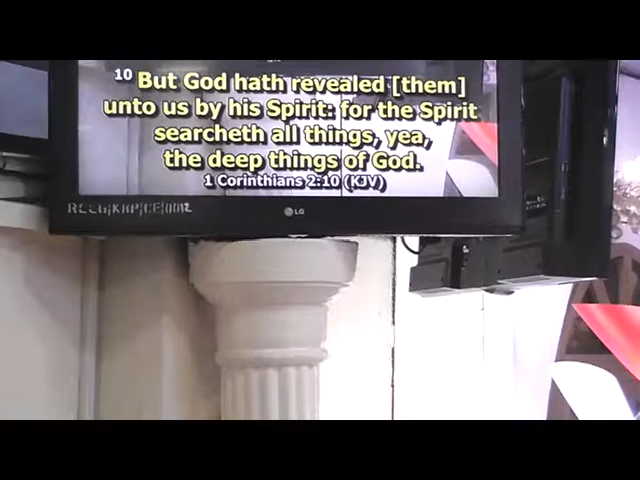 10 But God hath revealed [them]
unto us by his Spirit: for the Spirit
searcheth all things, yea,
the deep things of God.
1 Corinthians 2:10 (KJV)
LG